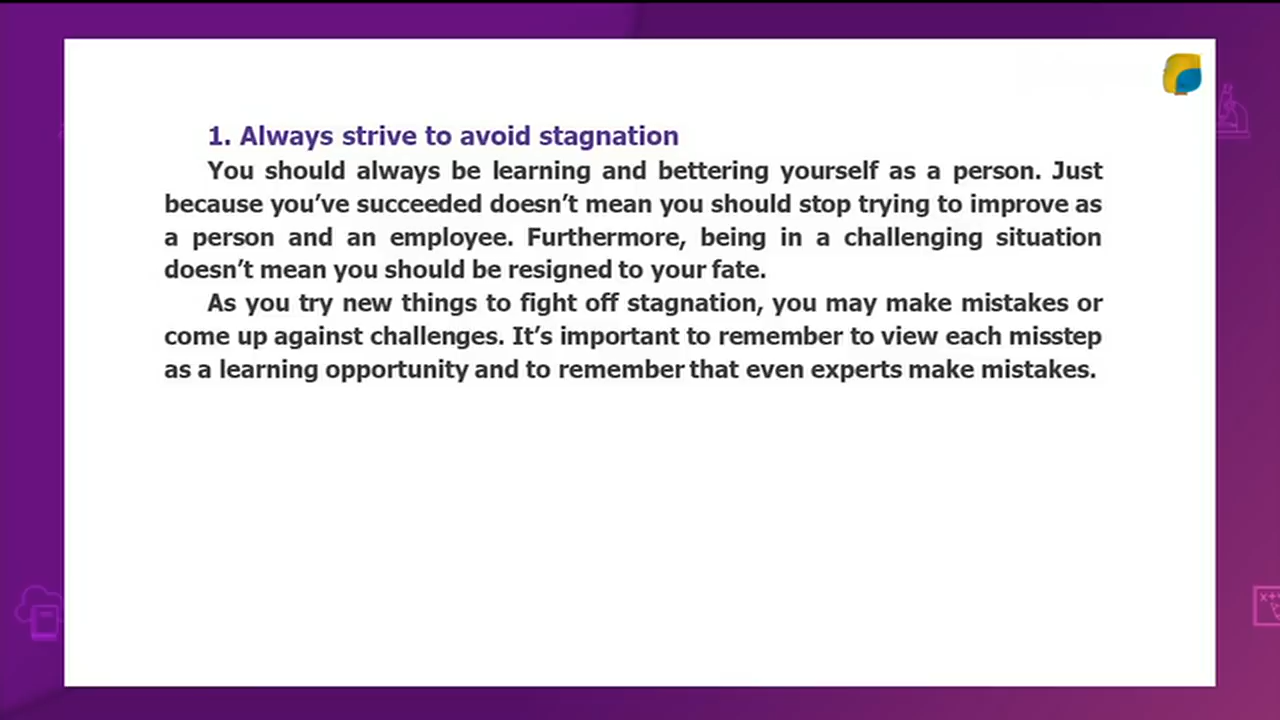 1. Always strive to avoid stagnation
You should always be learning and bettering yourself as a person. Just
because you’ve succeeded doesn’t mean you should stop trying to improve as
a person and an employee. Furthermore, being in a challenging situation
doesn’t mean you should be resigned to your fate.
As you try new things to fight off stagnation, you may make mistakes or
come up against challenges. It’s important to remember to view each misstep
as a learning opportunity and to remember that even experts make mistakes.